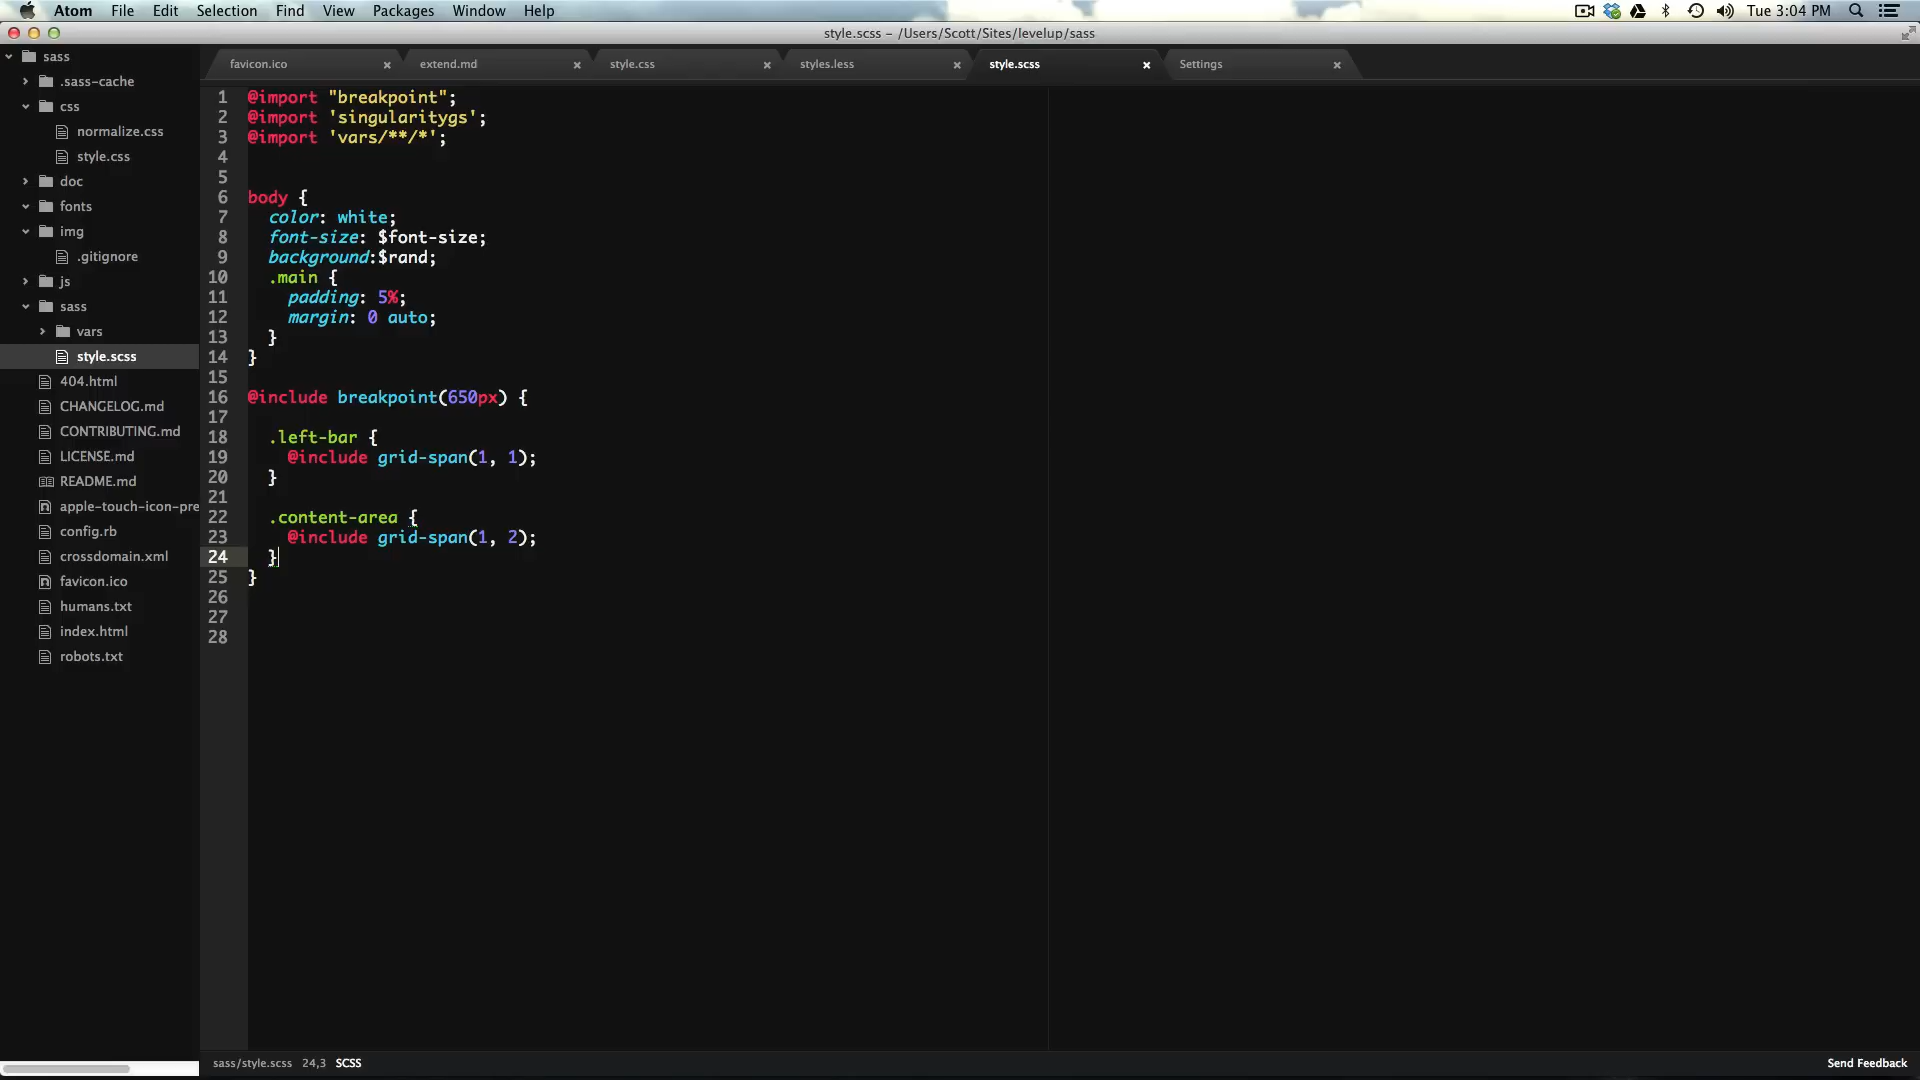 Atom File Edit Selection Find View Packages Window Help Tue 3:04 PM
style.scss – /Users/Scott/Sites/levelup/sass
favicon.ico extend.md style.css styles.less style.scss Settings
sass
.sass-cache
css
normalize.css
style.css
doc
fonts
img
.gitignore
js
sass
vars
style.scss
404.html
CHANGELOG.md
CONTRIBUTING.md
LICENSE.md
README.md
apple-touch-icon-pre
config.rb
crossdomain.xml
favicon.ico
humans.txt
index.html
robots.txt
1 @import "breakpoint";
2 @import 'singularitygs';
3 @import 'vars/**/*';
4
5
6 body {
7 color: white;
8 font-size: $font-size;
9 background:$rand;
10 .main {
11 padding: 5%;
12 margin: 0 auto;
13 }
14 }
15
16 @include breakpoint(650px) {
17
18 .left-bar {
19 @include grid-span(1, 1);
20 }
21
22 .content-area {
23 @include grid-span(1, 2);
24 }
25 }
26
27
28
sass/style.scss 24,3 SCSS Send Feedback